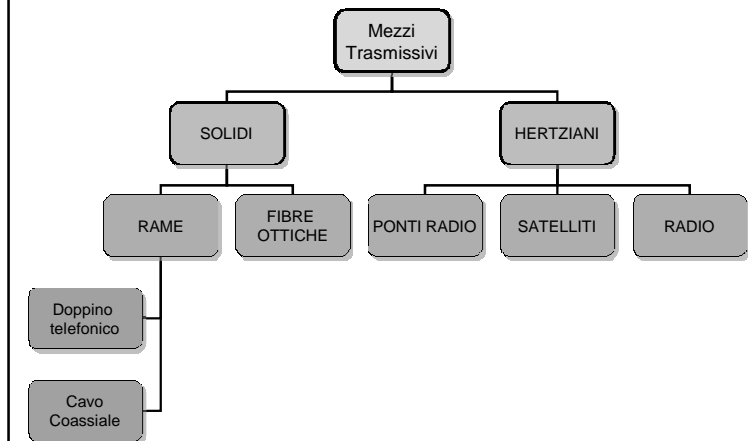 Mezzi
Trasmissivi
SOLIDI
HERTZIANI
RAME
FIBRE
OTTICHE
PONTI RADIO
SATELLITI
RADIO
Doppino
telefonico
Cavo
Coassiale